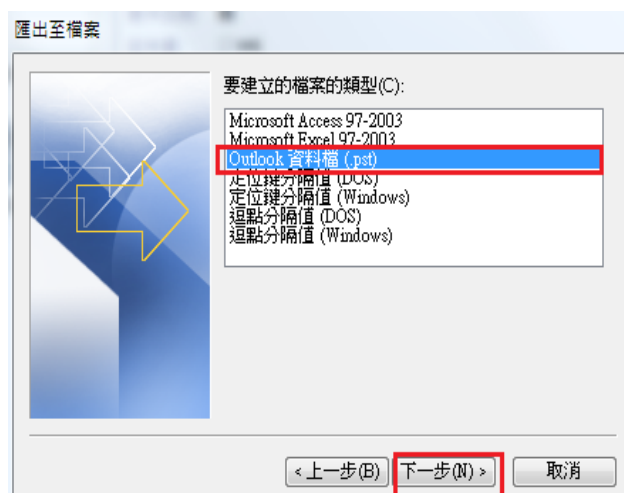 匯出至檔案
要建立的檔案的類型(C):
Microsoft Access 97-2003
Microsoft Excel 97-2003
Outlook 資料檔 (.pst)
定位鍵分隔值 (DOS)
定位鍵分隔值 (Windows)
逗點分隔值 (DOS)
逗點分隔值 (Windows)
< 上一步(B) 下一步(N) > 取消